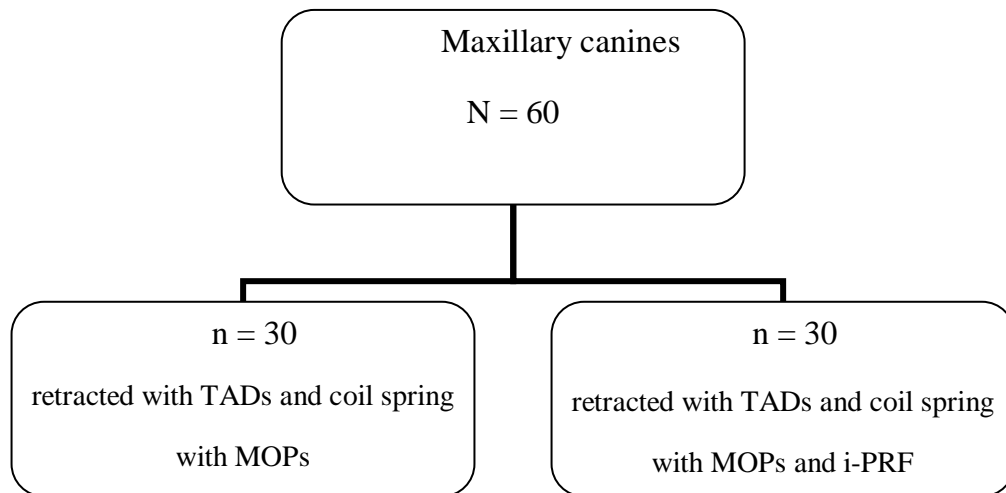 Maxillary canines
N = 60
n = 30
retracted with TADs and coil spring
with MOPs
n = 30
retracted with TADs and coil spring
with MOPs and i-PRF